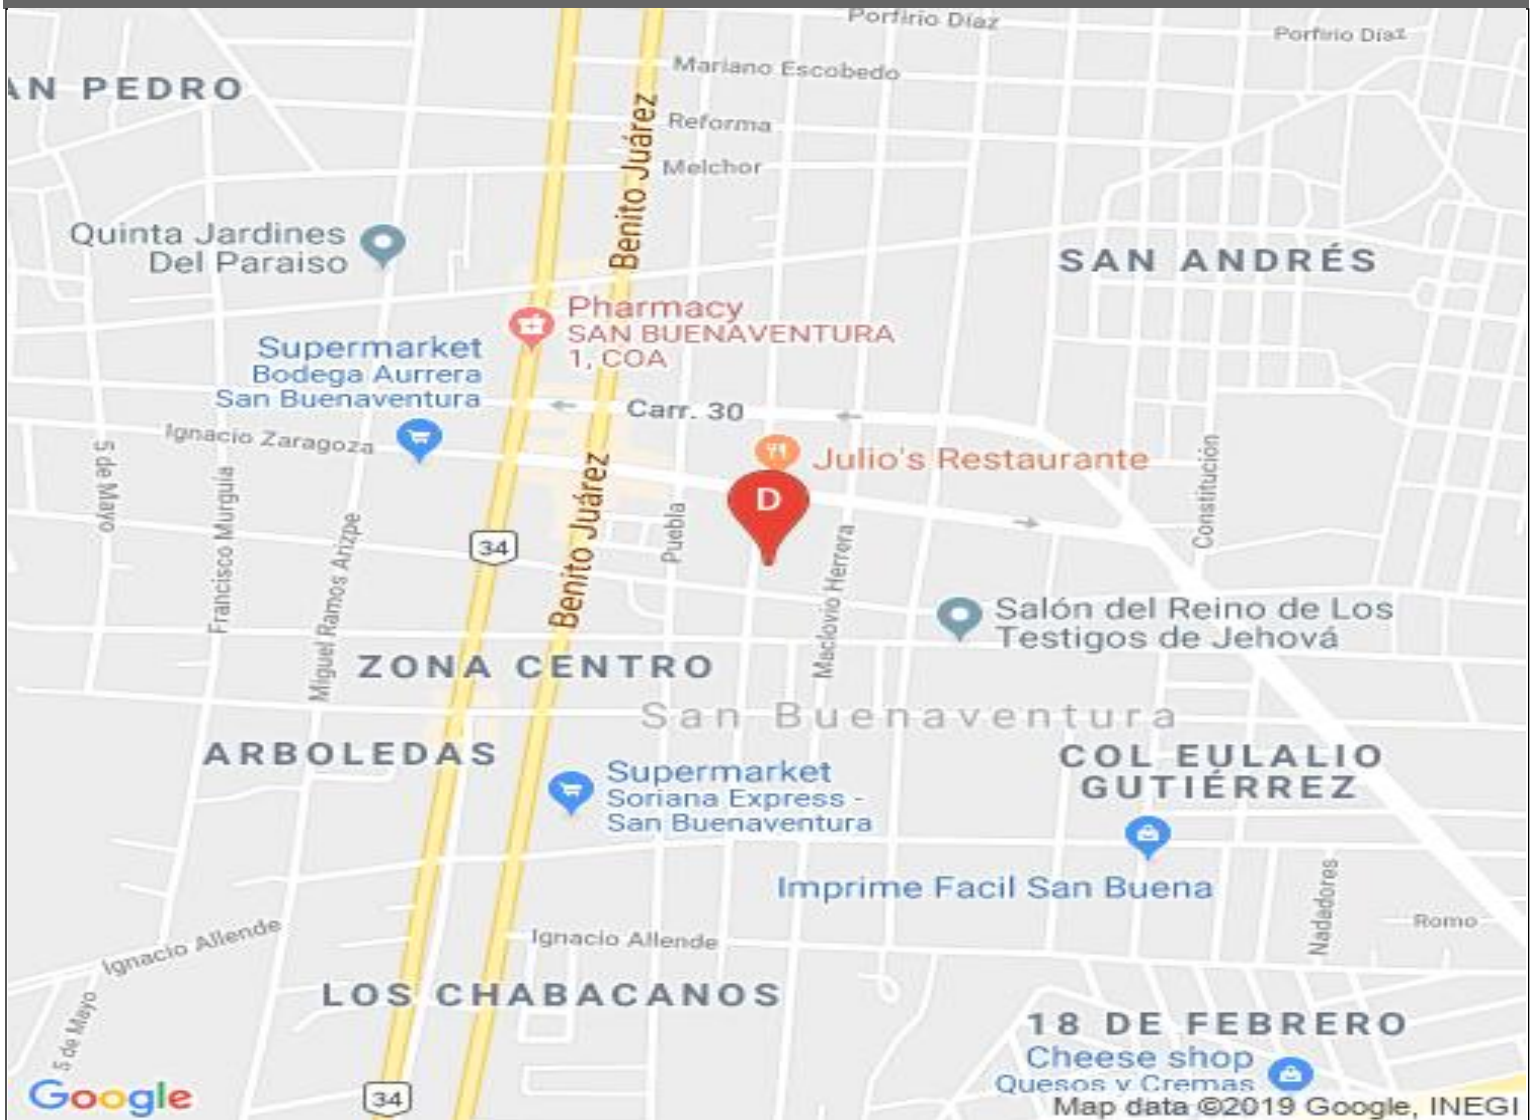 Porfirio Díaz
Porfirio Díaz
Mariano Escobedo
AN PEDRO
Benito Juárez
Reforma
Melchor
Quinta Jardines
Del Paraiso
SAN ANDRÉS
Pharmacy
SAN BUENAVENTURA
1, COA
Supermarket
Bodega Aurrera
San Buenaventura
Carr. 30
Ignacio Zaragoza
Julio's Restaurante
5 de Mayo
Francisco Murguía
Miguel Ramos Arizpe
34
Benito Juárez
Puebla
D
Maclovio Herrera
Constitución
Salón del Reino de Los
Testigos de Jehová
ZONA CENTRO
San Buenaventura
ARBOLEDAS
COL EULALIO
GUTIÉRREZ
Supermarket
Soriana Express -
San Buenaventura
Imprime Facil San Buena
Nadadores
Romo
Ignacio Allende
Ignacio Allende
LOS CHABACANOS
5 de Mayo
18 DE FEBRERO
Cheese shop
Quesos y Cremas
Google
34
Map data ©2019 Google, INEGI